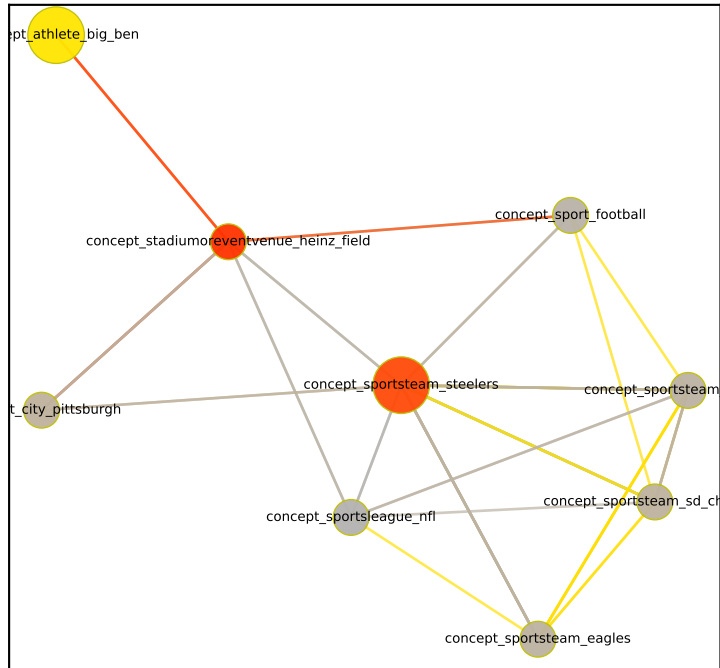 ept_athlete_big_ben
concept_sport_football
concept_stadiumoreventvenue_heinz_field
concept_sportsteam_steelers
concept_sportsteam
t_city_pittsburgh
concept_sportsteam_sd_ch
concept_sportsleague_nfl
concept_sportsteam_eagles